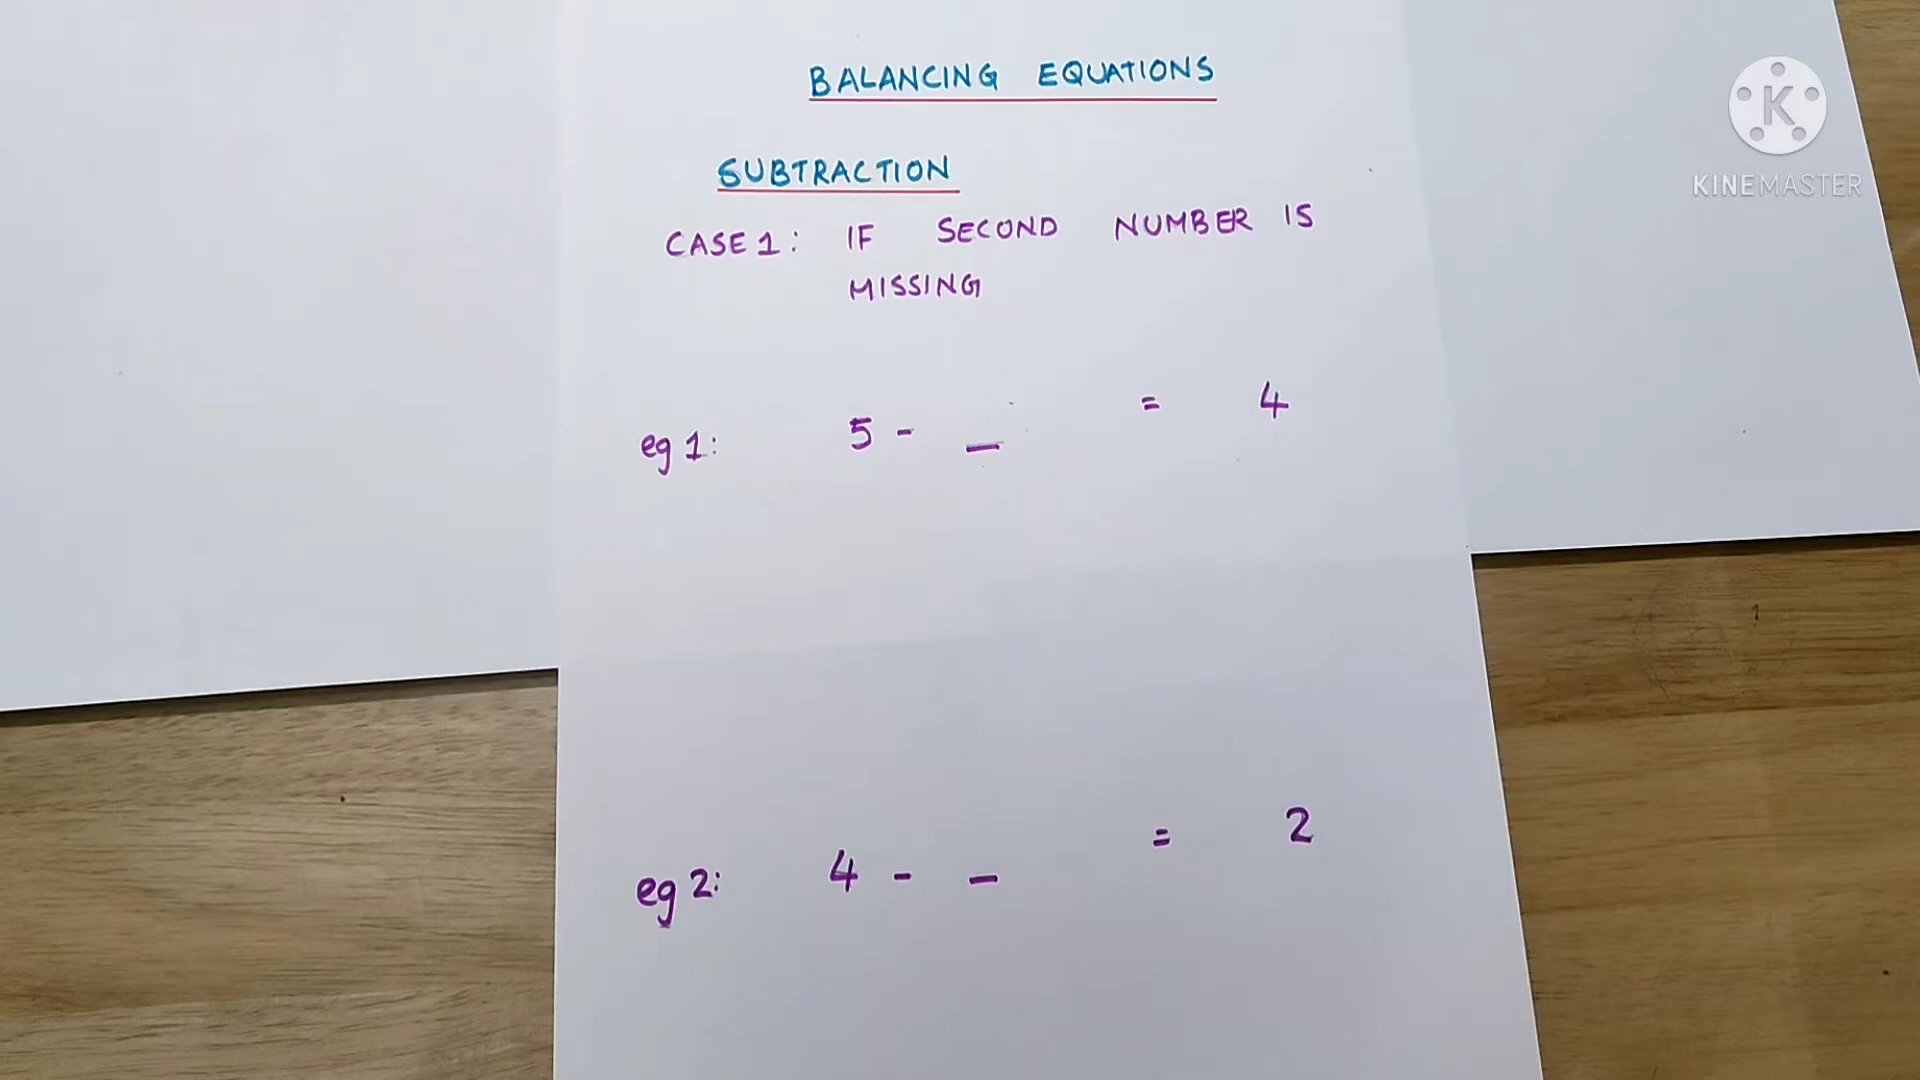 BALANCING EQUATIONS
K
KINEMASTER
SUBTRACTION
CASE 1: IF SECOND NUMBER IS
MISSING
eg 1: 5 - _ = 4
eg 2: 4 - _ = 2